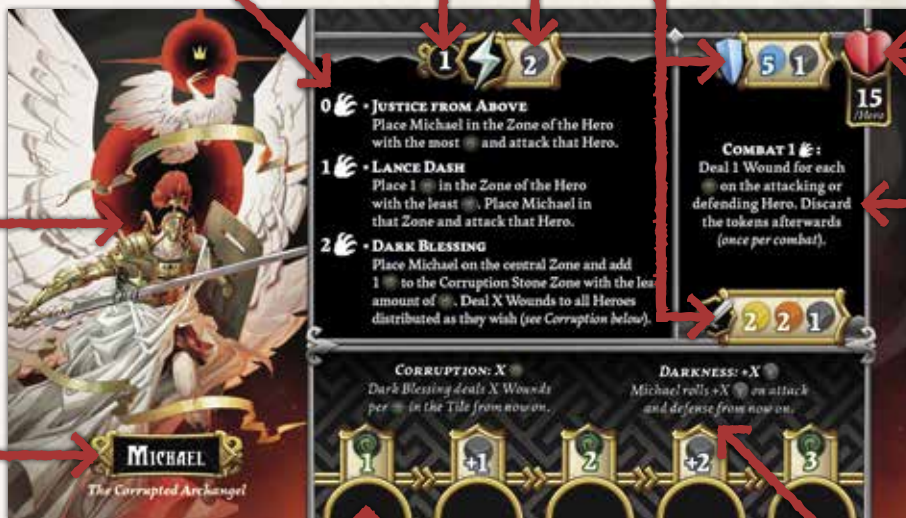 1 2
5 1
15
/Hero
0 • Justice from Above
Place Michael in the Zone of the Hero
with the most and attack that Hero.
1 • Lance Dash
Place 1 in the Zone of the Hero
with the least . Place Michael in
that Zone and attack that Hero.
2 • Dark Blessing
Place Michael on the central Zone and add
1 to the Corruption Stone Zone with the
amount of . Deal X Wounds to all Heroes
distributed as they wish (see Corruption below).
Combat 1 :
Deal 1 Wound for each
on the attacking or
defending Hero. Discard
the tokens afterwards
(once per combat).
2 2 1
Corruption: X
Dark Blessing deals X Wounds
per in the Tile from now on.
Darkness: +X
Michael rolls +X on attack
and defense from now on.
1 +1 2 +2 3
Michael
The Corrupted Archangel